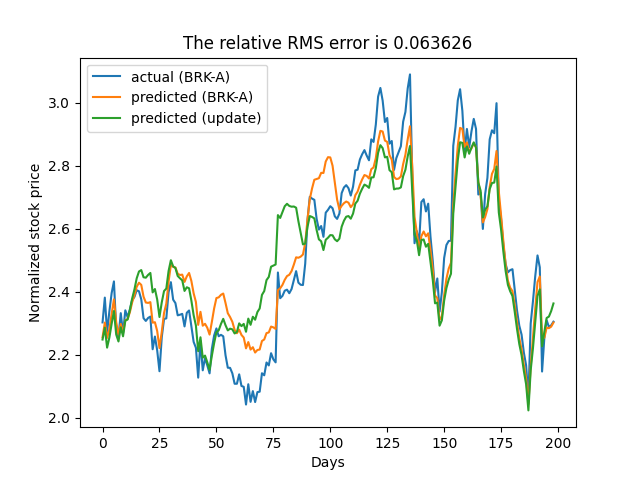 The relative RMS error is 0.063626
actual (BRK-A)
predicted (BRK-A)
predicted (update)
Normalized stock price
3.0
2.8
2.6
2.4
2.2
2.0
0 25 50 75 100 125 150 175 200
Days